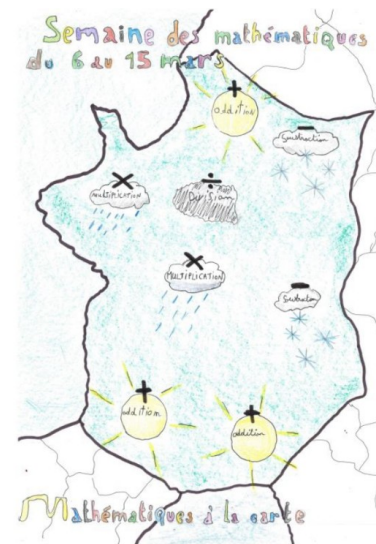 Semaine des mathématiques
du 6 au 15 mars
+
addition
−
Soustraction
×
MULTIPLICATION
÷
Division
×
MULTIPLICATION
−
Soustraction
+
addition
+
addition
Mathématiques à la carte